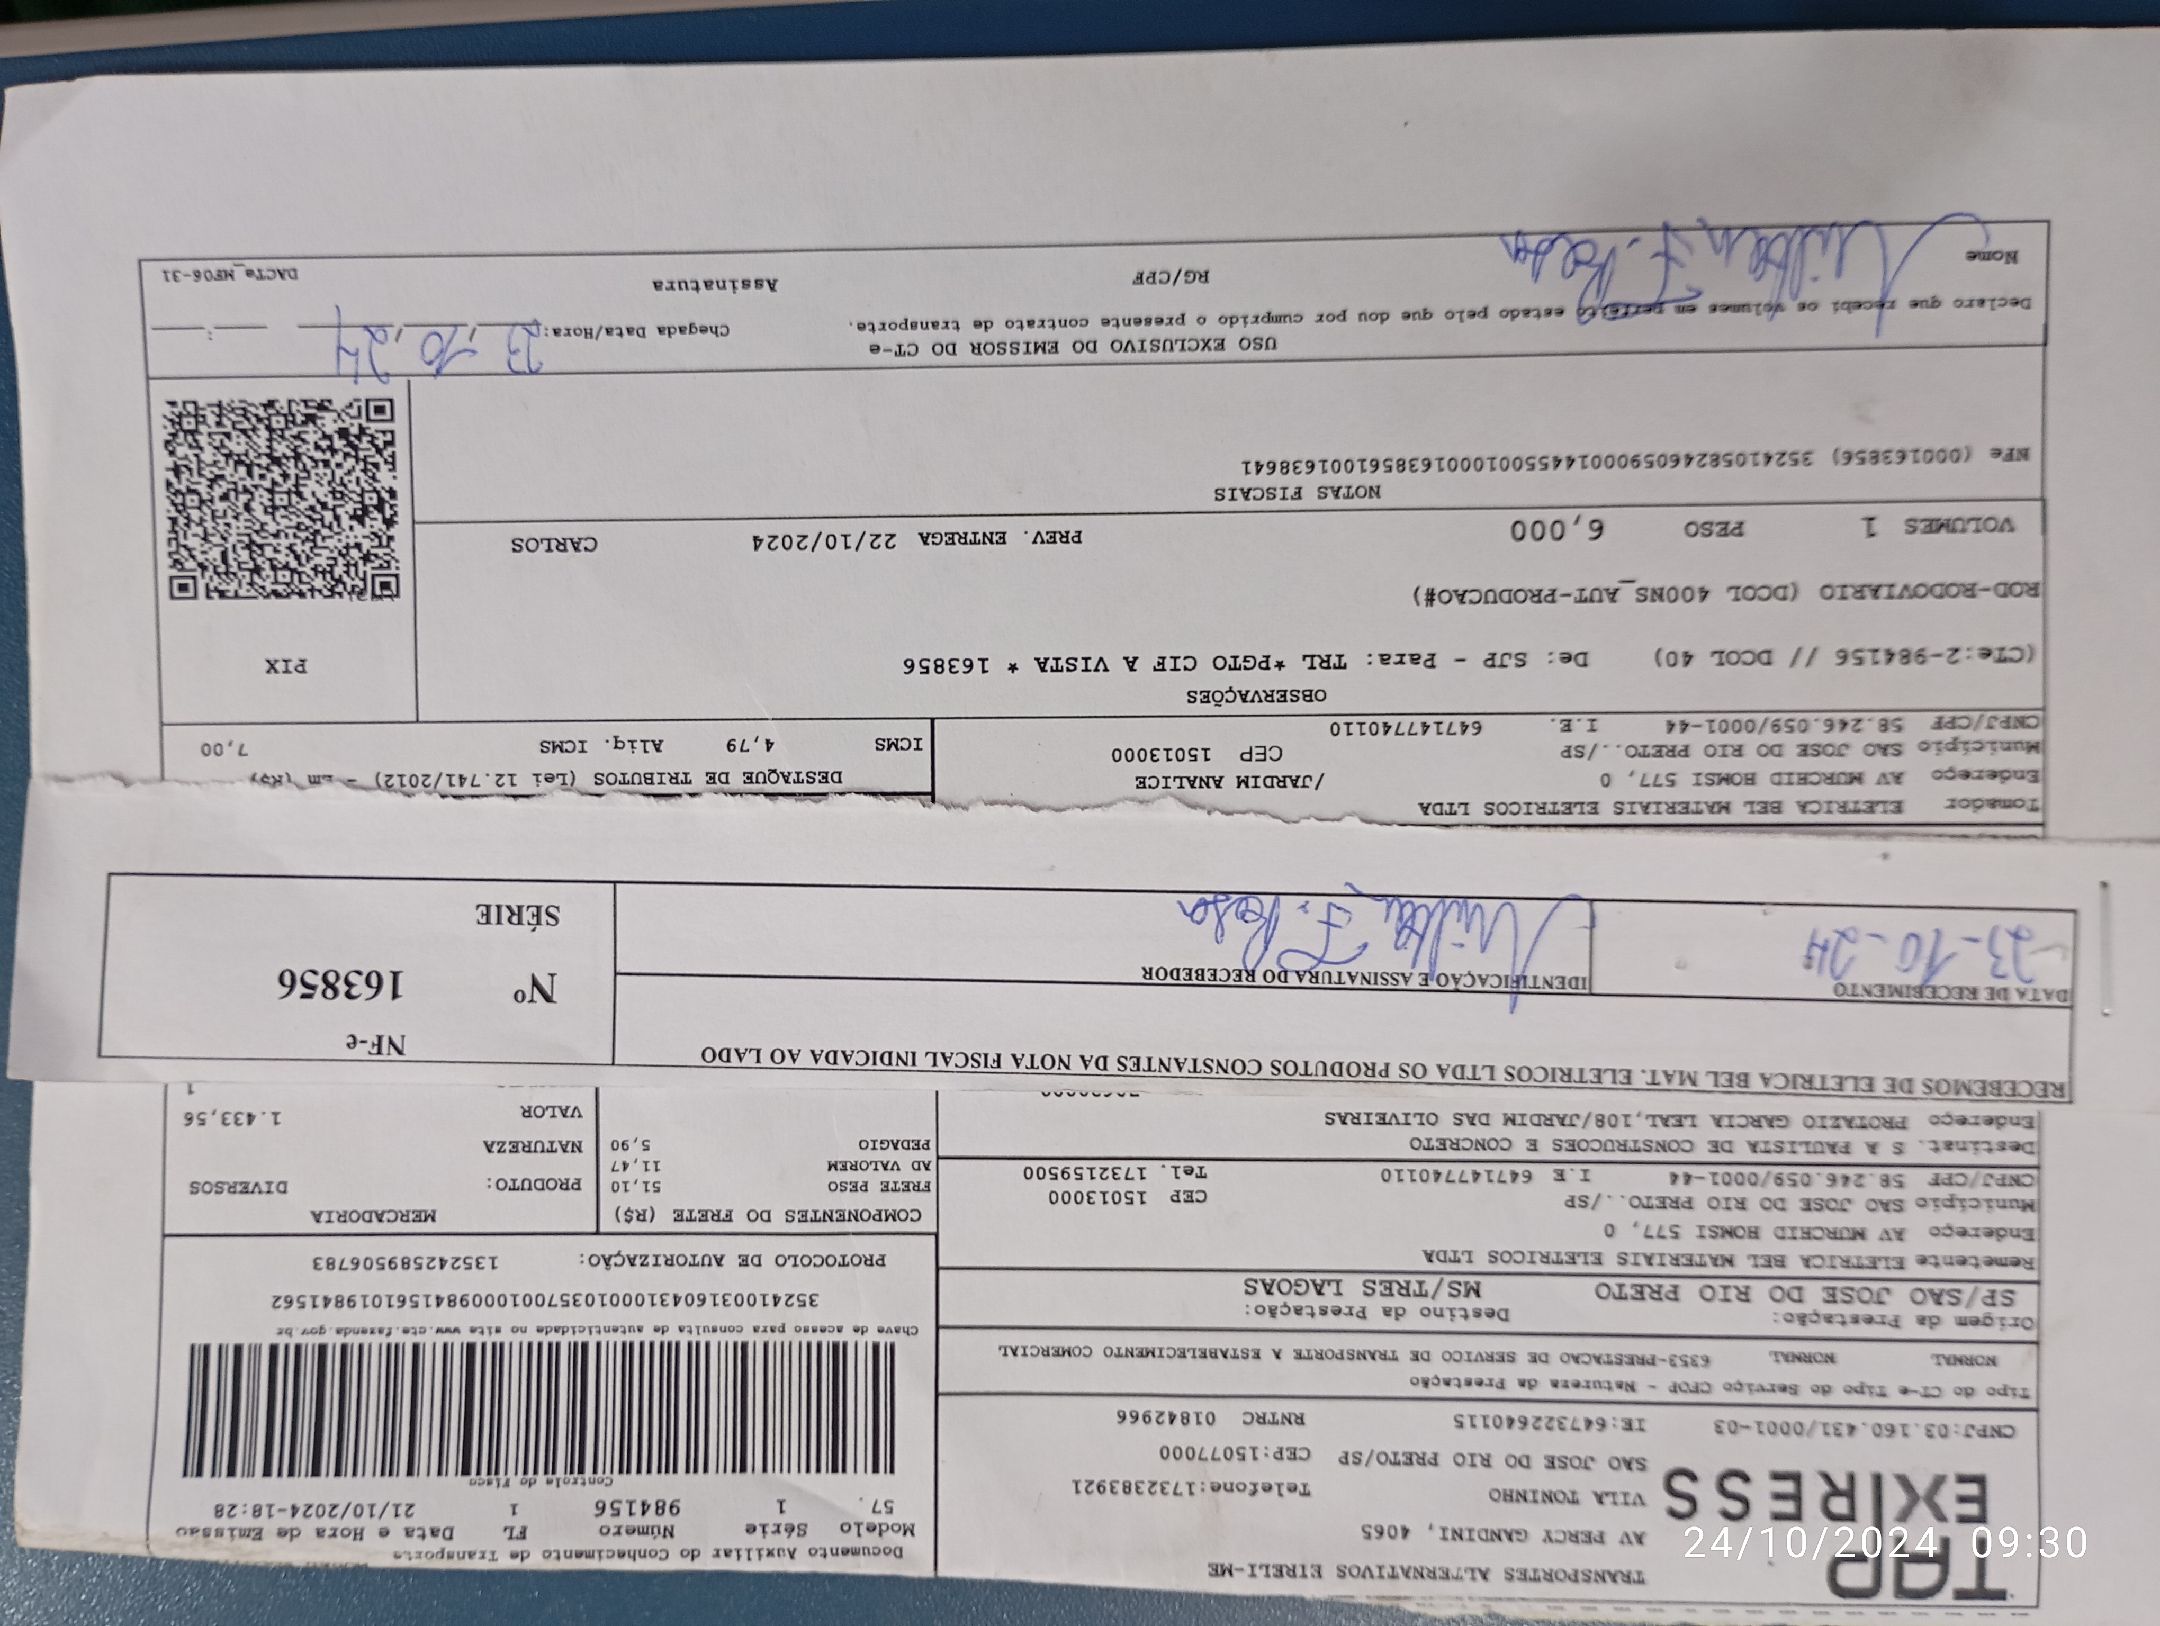 TAP
EXIRESS
TRANSPORTES ALTERNATIVOS EIRELI-ME
AV PERCY GANDINI, 4065
VILA TONINHO
Telefone:1732383921
SAO JOSE DO RIO PRETO/SP CEP:15077000
CNPJ:03.160.431/0001-03 IE:647322640115 RNTRC 01842966
Tipo do CT-e Tipo do Serviço CFOP - Natureza da Prestação
NORMAL NORMAL 6353-PRESTACAO DE SERVICO DE TRANSPORTE A ESTABELECIMENTO COMERCIAL
Origem da Prestação: Destino da Prestação:
SP/SAO JOSE DO RIO PRETO MS/TRES LAGOAS
Remetente ELETRICA BEL MATERIAIS ELETRICOS LTDA
Endereço AV MURCHID HOMSI 577, 0
Município SAO JOSE DO RIO PRETO../SP CEP 15013000
CNPJ/CPF 58.246.059/0001-44 I.E 647147740110 Tel. 1732159500
Destinat. S A PAULISTA DE CONSTRUCOES E CONCRETO
Endereço PROTAZIO GARCIA LEAL,108/JARDIM DAS OLIVEIRAS
Documento Auxiliar do Conhecimento de Transporte
Modelo Série Número FL Data e Hora de Emissao
57. 1 984156 1 21/10/2024-18:28
Controle do Fisco
Chave de acesso para consulta de autenticidade no site www.cte.fazenda.gov.br
35241003160431000103570010009841561019841562
PROTOCOLO DE AUTORIZAÇÃO: 135242589506783
COMPONENTES DO FRETE (R$) MERCADORIA
FRETE PESO 51,10 PRODUTO: DIVERSOS
AD VALOREM 11,47
PEDAGIO 5,90 NATUREZA
VALOR 1.433,56
1
RECEBEMOS DE ELETRICA BEL MAT. ELETRICOS LTDA OS PRODUTOS CONSTANTES DA NOTA FISCAL INDICADA AO LADO
NF-e
DATA DE RECEBIMENTO IDENTIFICAÇÃO E ASSINATURA DO RECEBEDOR
Nº 163856
23-10-24
SÉRIE
Tomador ELETRICA BEL MATERIAIS ELETRICOS LTDA
Endereço AV MURCHID HOMSI 577, 0 /JARDIM ANALICE
Município SAO JOSE DO RIO PRETO../SP CEP 15013000
CNPJ/CPF 58.246.059/0001-44 I.E. 647147740110
DESTAQUE DE TRIBUTOS (Lei 12.741/2012) - Em (R$)
ICMS 4,79 Aliq. ICMS 7,00
OBSERVAÇÕES
(CTe:2-984156 // DCOL 40) De: SJP - Para: TRL *PGTO CIF A VISTA * 163856
PIX
ROD-RODOVIARIO (DCOL 400NS_AUT-PRODUCAO#)
VOLUMES 1 PESO 6,000 PREV. ENTREGA 22/10/2024 CARLOS
NOTAS FISCAIS
NFe (000163856) 35241058246059000144550010001638561001638641
USO EXCLUSIVO DO EMISSOR DO CT-e
Declaro que recebi os volumes em perfeito estado pelo que dou por cumprido o presente contrato de transporte.
Chegada Data/Hora: 23,10,24 :
Nome RG/CPF Assinatura DACTe_MF06-31
24/10/2024 09:30